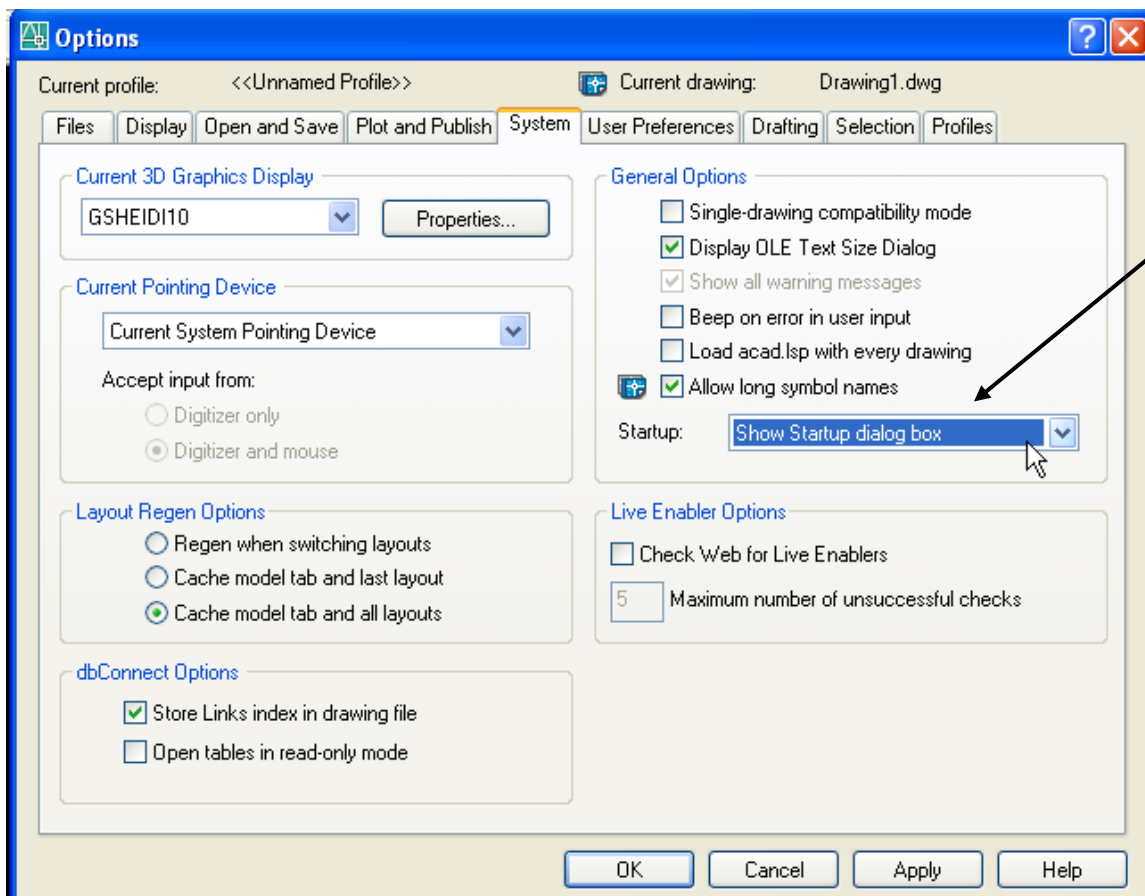 Options
Current profile: <<Unnamed Profile>> Current drawing: Drawing1.dwg
Files Display Open and Save Plot and Publish System User Preferences Drafting Selection Profiles
Current 3D Graphics Display
GSHEIDI10 Properties...
Current Pointing Device
Current System Pointing Device
Accept input from:
Digitizer only
Digitizer and mouse
Layout Regen Options
Regen when switching layouts
Cache model tab and last layout
Cache model tab and all layouts
dbConnect Options
Store Links index in drawing file
Open tables in read-only mode
General Options
Single-drawing compatibility mode
Display OLE Text Size Dialog
Show all warning messages
Beep on error in user input
Load acad.lsp with every drawing
Allow long symbol names
Startup: Show Startup dialog box
Live Enabler Options
Check Web for Live Enablers
5 Maximum number of unsuccessful checks
OK Cancel Apply Help